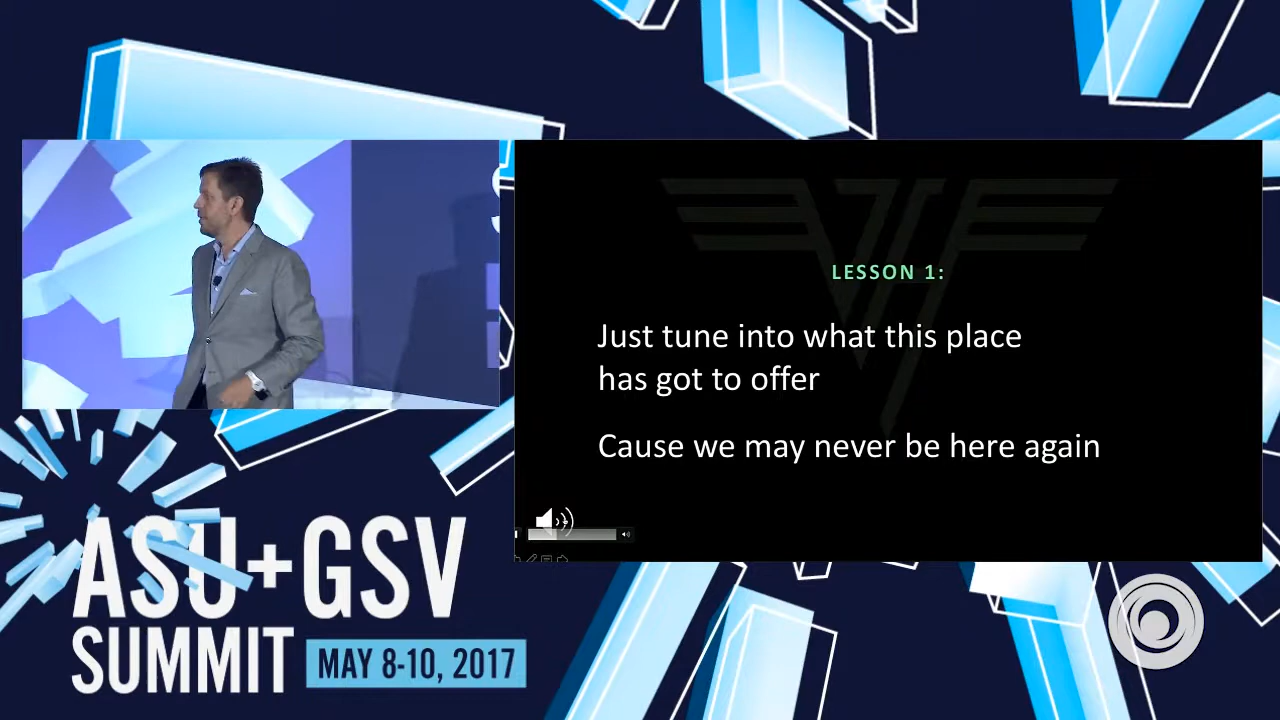 LESSON 1:
Just tune into what this place
has got to offer
Cause we may never be here again
ASU+GSV
SUMMIT MAY 8-10, 2017